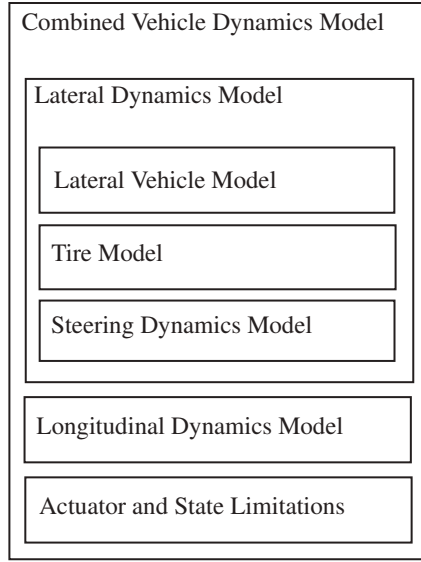 Combined Vehicle Dynamics Model
Lateral Dynamics Model
Lateral Vehicle Model
Tire Model
Steering Dynamics Model
Longitudinal Dynamics Model
Actuator and State Limitations